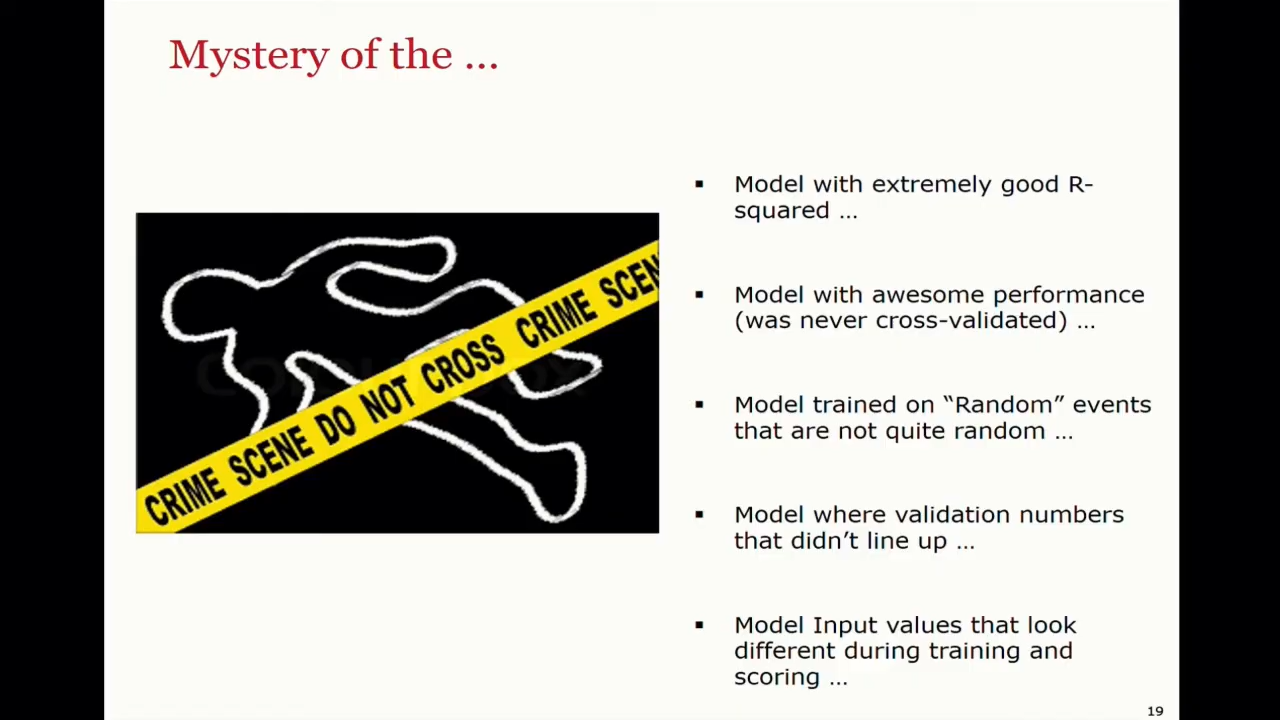 Mystery of the ...
▪ Model with extremely good R-
squared ...
▪ Model with awesome performance
(was never cross-validated) ...
▪ Model trained on “Random” events
that are not quite random ...
▪ Model where validation numbers
that didn’t line up ...
▪ Model Input values that look
different during training and
scoring ...
CRIME SCENE DO NOT CROSS CRIME SCEN
19